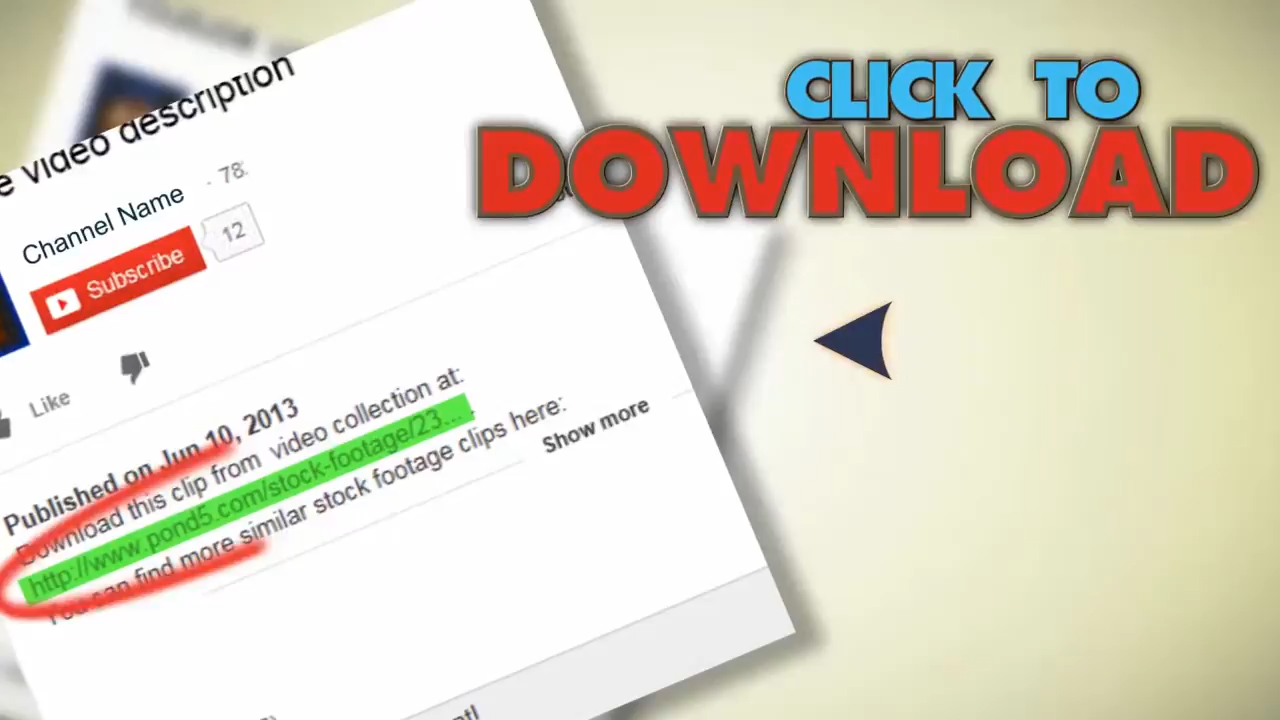 CLICK TO
DOWNLOAD
e video description
Channel Name · 78
Subscribe 12
Like
Published on Jun 10, 2013
Download this clip from video collection at:
http://www.pond5.com/stock-footage/23...
You can find more similar stock footage clips here:
Show more